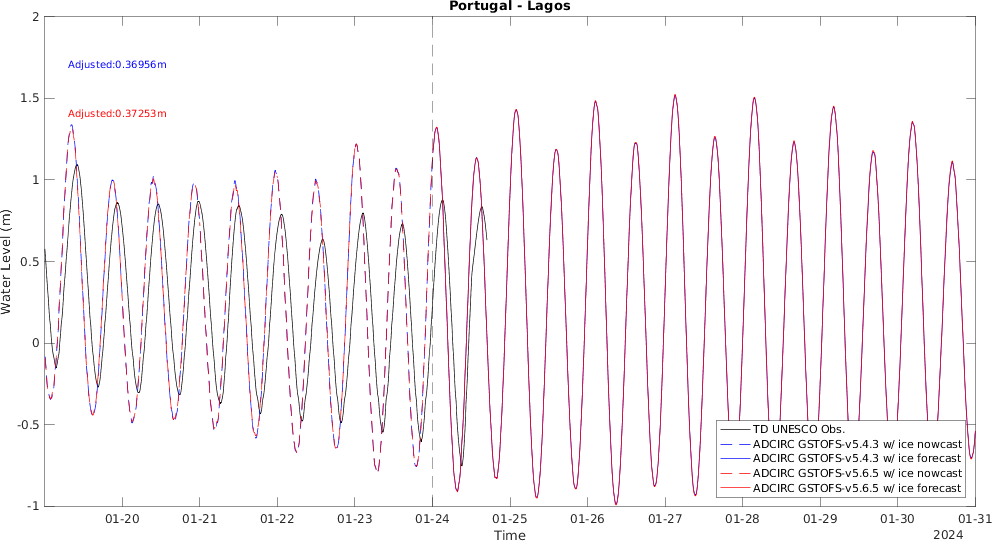 Portugal - Lagos
2
1.5
1
0.5
0
-0.5
-1
Water Level (m)
Adjusted:0.36956m
Adjusted:0.37253m
TD UNESCO Obs.
ADCIRC GSTOFS-v5.4.3 w/ ice nowcast
ADCIRC GSTOFS-v5.4.3 w/ ice forecast
ADCIRC GSTOFS-v5.6.5 w/ ice nowcast
ADCIRC GSTOFS-v5.6.5 w/ ice forecast
01-20 01-21 01-22 01-23 01-24 01-25 01-26 01-27 01-28 01-29 01-30 01-31
Time
2024